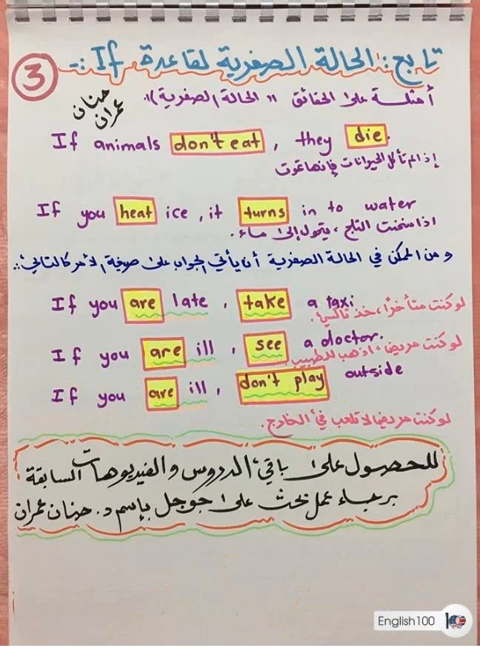 تابع: الحالة الصفرية لقاعدة If :-
3
أمثلة على الحقائق "الحالة الصفرية":
حنان
عمران
If animals don't eat, they die.
إذا لم تأكل الحيوانات فإنها تموت
If you heat ice, it turns in to water
اذا سخنت الثلج، يتحول إلى ماء.
ومن الممكن في الحالة الصفرية أن يأتي الجواب على صيغة الأمر كالتالي:-
If you are late, take a taxi.
لو كنت متأخراً، خذ تاكسي.
If you are ill, see a doctor.
لو كنت مريض، اذهب للطبيب.
If you are ill, don't play outside
لو كنت مريض لا تلعب في الخارج.
للحصول على باقي الدروس والفيديوهات السابقة
برجاء عمل بحث على جوجل بإسم د. حنان عمران
English100